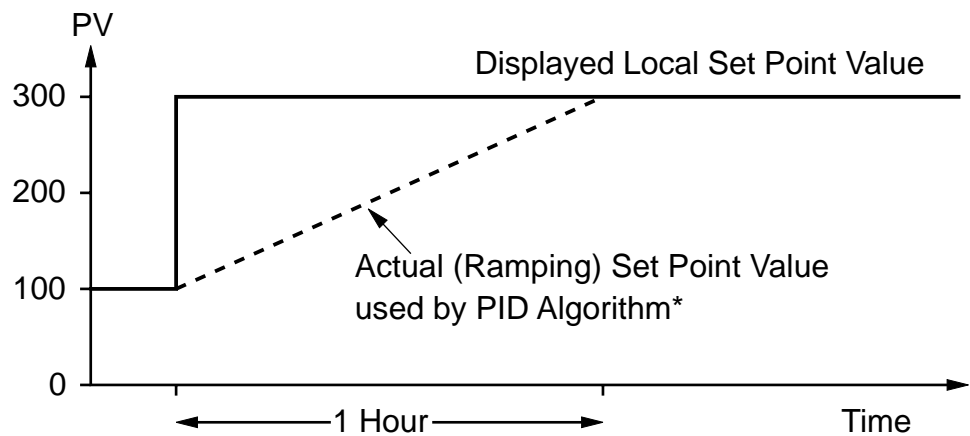 PV
Displayed Local Set Point Value
300
200
Actual (Ramping) Set Point Value
used by PID Algorithm*
100
0
1 Hour
Time